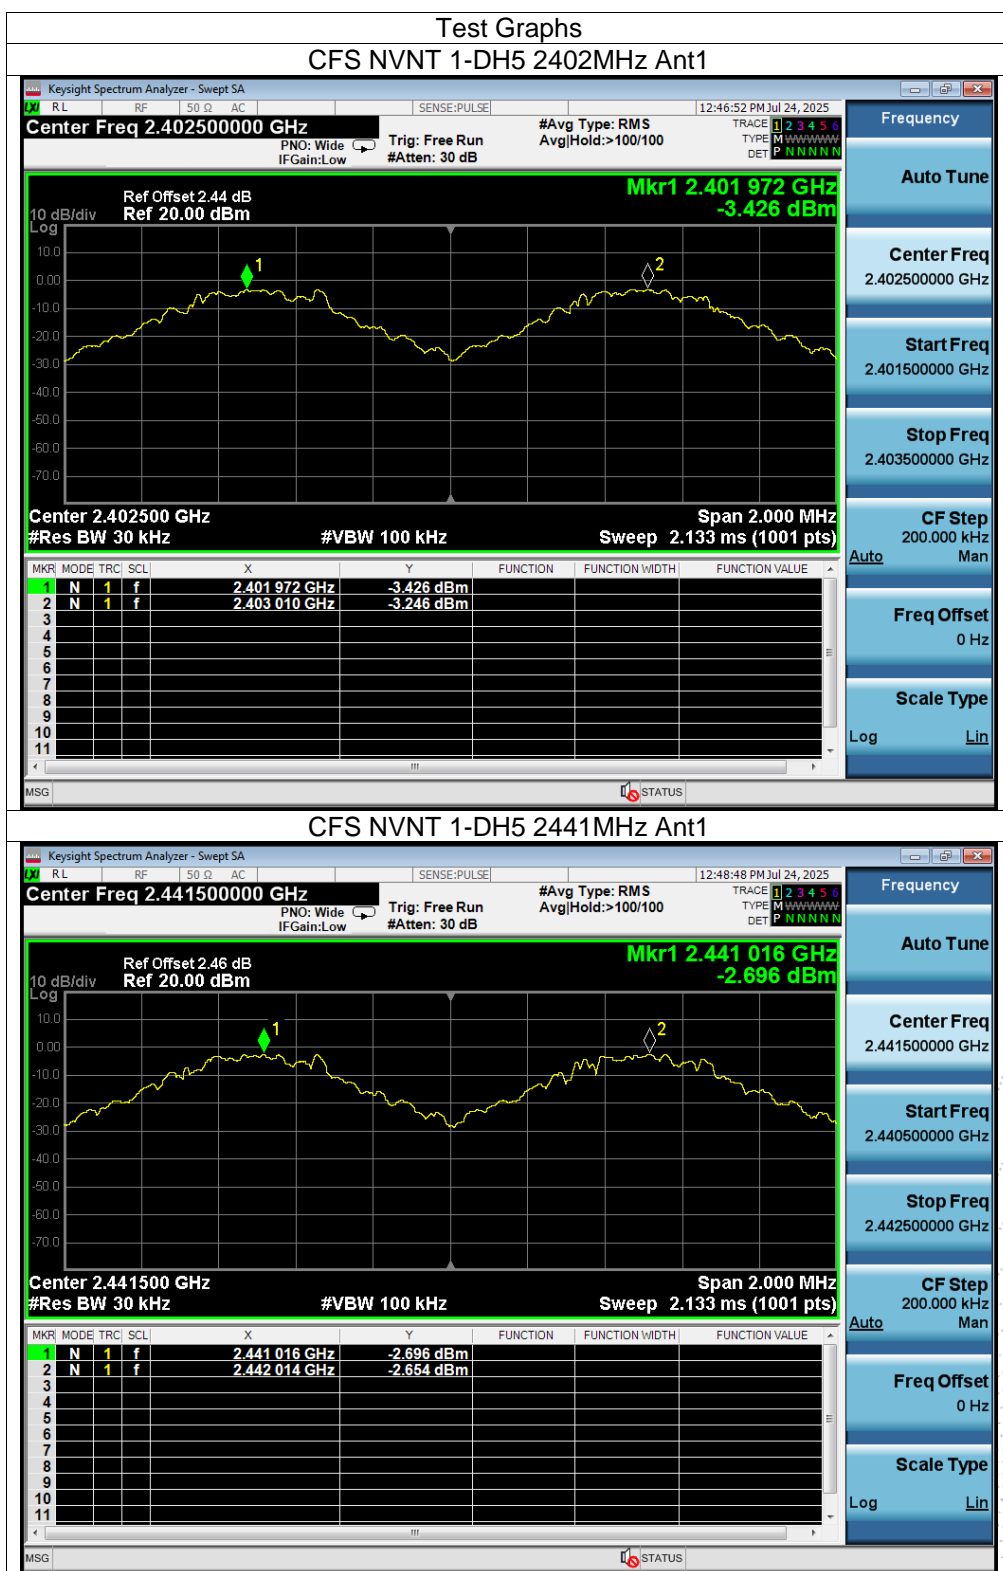 Test Graphs
CFS NVNT 1-DH5 2402MHz Ant1
Keysight Spectrum Analyzer - Swept SA
LXI RL RF 50 Ω AC SENSE:PULSE 12:46:52 PM Jul 24, 2025
Center Freq 2.402500000 GHz #Avg Type: RMS TRACE 1 2 3 4 5 6
PNO: Wide Trig: Free Run Avg|Hold:>100/100 TYPE M WWWWW
IFGain:Low #Atten: 30 dB DET P N N N N N
Frequency
Auto Tune
Center Freq
2.402500000 GHz
Start Freq
2.401500000 GHz
Stop Freq
2.403500000 GHz
CF Step
200.000 kHz
Auto Man
Freq Offset
0 Hz
Scale Type
Log Lin
Mkr1 2.401 972 GHz
-3.426 dBm
Ref Offset 2.44 dB
10 dB/div Ref 20.00 dBm
Log
10.0
0.00
-10.0
-20.0
-30.0
-40.0
-50.0
-60.0
-70.0
1
2
Center 2.402500 GHz Span 2.000 MHz
#Res BW 30 kHz #VBW 100 kHz Sweep 2.133 ms (1001 pts)
MKR MODE TRC SCL X Y FUNCTION FUNCTION WIDTH FUNCTION VALUE
1 N 1 f 2.401 972 GHz -3.426 dBm
2 N 1 f 2.403 010 GHz -3.246 dBm
3
4
5
6
7
8
9
10
11
MSG STATUS
CFS NVNT 1-DH5 2441MHz Ant1
Keysight Spectrum Analyzer - Swept SA
LXI RL RF 50 Ω AC SENSE:PULSE 12:48:48 PM Jul 24, 2025
Center Freq 2.441500000 GHz #Avg Type: RMS TRACE 1 2 3 4 5 6
PNO: Wide Trig: Free Run Avg|Hold:>100/100 TYPE M WWWWW
IFGain:Low #Atten: 30 dB DET P N N N N N
Frequency
Auto Tune
Center Freq
2.441500000 GHz
Start Freq
2.440500000 GHz
Stop Freq
2.442500000 GHz
CF Step
200.000 kHz
Auto Man
Freq Offset
0 Hz
Scale Type
Log Lin
Mkr1 2.441 016 GHz
-2.696 dBm
Ref Offset 2.46 dB
10 dB/div Ref 20.00 dBm
Log
10.0
0.00
-10.0
-20.0
-30.0
-40.0
-50.0
-60.0
-70.0
1
2
Center 2.441500 GHz Span 2.000 MHz
#Res BW 30 kHz #VBW 100 kHz Sweep 2.133 ms (1001 pts)
MKR MODE TRC SCL X Y FUNCTION FUNCTION WIDTH FUNCTION VALUE
1 N 1 f 2.441 016 GHz -2.696 dBm
2 N 1 f 2.442 014 GHz -2.654 dBm
3
4
5
6
7
8
9
10
11
MSG STATUS